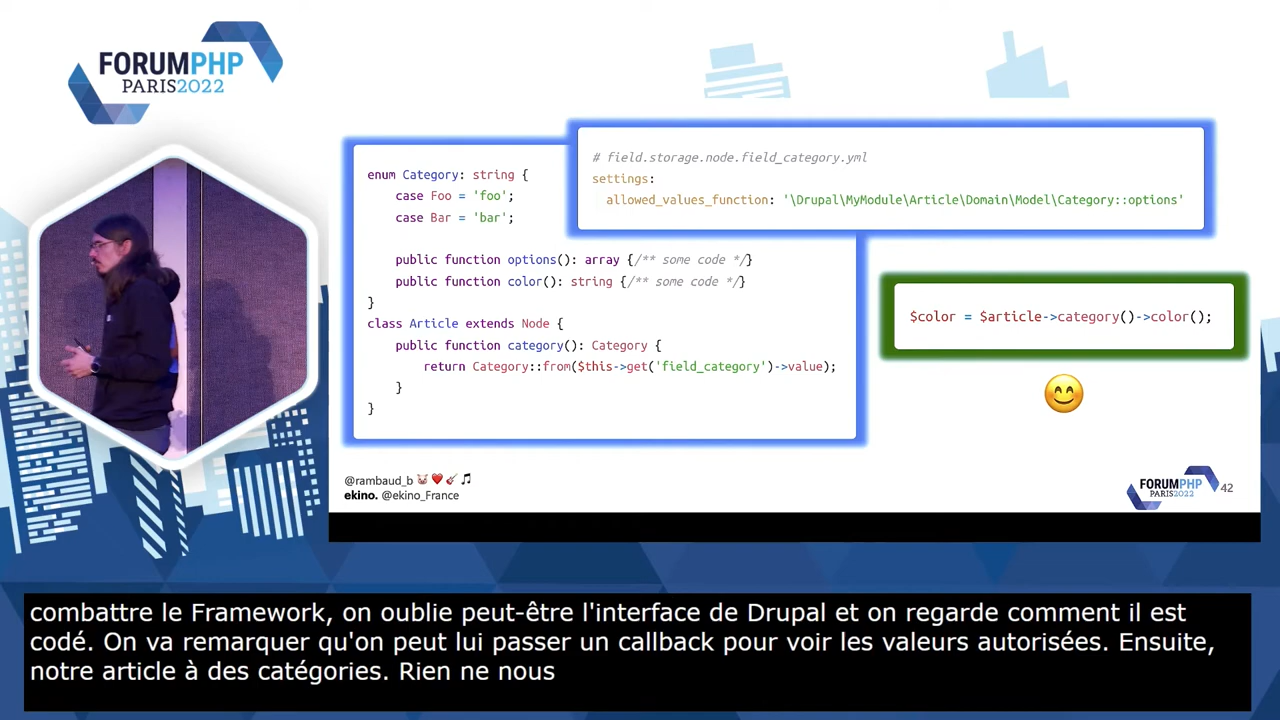 FORUMPHP
PARIS2022
# field.storage.node.field_category.yml
settings:
allowed_values_function: '\Drupal\MyModule\Article\Domain\Model\Category::options'
enum Category: string {
case Foo = 'foo';
case Bar = 'bar';
public function options(): array {/** some code */}
public function color(): string {/** some code */}
}
class Article extends Node {
public function category(): Category {
return Category::from($this->get('field_category')->value);
}
}
$color = $article->category()->color();
@rambaud_b
ekino. @ekino_France
FORUMPHP
PARIS2022
42
combattre le Framework, on oublie peut-être l'interface de Drupal et on regarde comment il est
codé. On va remarquer qu'on peut lui passer un callback pour voir les valeurs autorisées. Ensuite,
notre article à des catégories. Rien ne nous